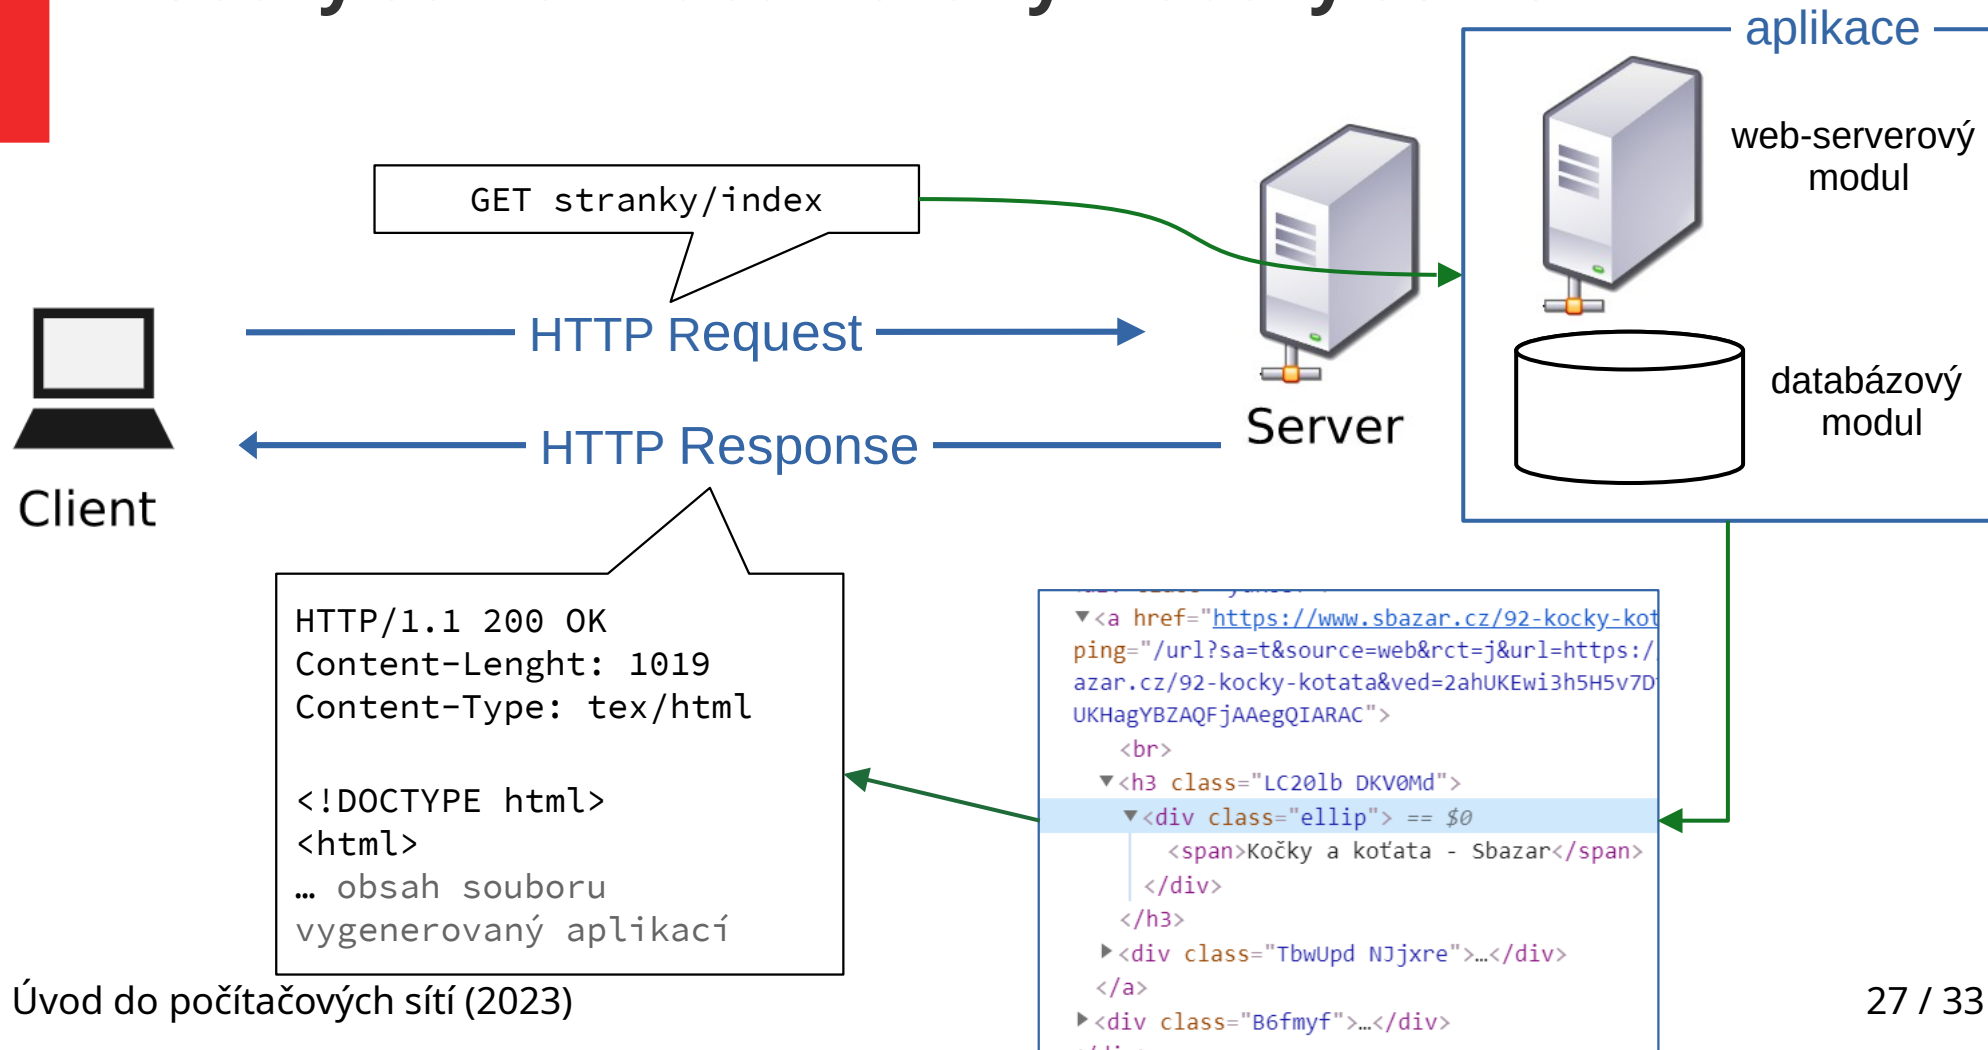 aplikace
web-serverový
modul
GET stranky/index
HTTP Request
databázový
modul
Server
HTTP Response
Client
HTTP/1.1 200 OK
Content-Lenght: 1019
Content-Type: tex/html
<!DOCTYPE html>
<html>
… obsah souboru
vygenerovaný aplikací
▼<a href="https://www.sbazar.cz/92-kocky-kot
ping="/url?sa=t&source=web&rct=j&url=https:/
azar.cz/92-kocky-kotata&ved=2ahUKEwi3h5H5v7D
UKHagYBZAQFjAAegQIARAC">
<br>
▼<h3 class="LC20lb DKV0Md">
▼<div class="ellip"> == $0
<span>Kočky a koťata - Sbazar</span>
</div>
</h3>
▶<div class="TbwUpd NJjxre">…</div>
</a>
▶<div class="B6fmyf">…</div>
Úvod do počítačových sítí (2023)
27 / 33